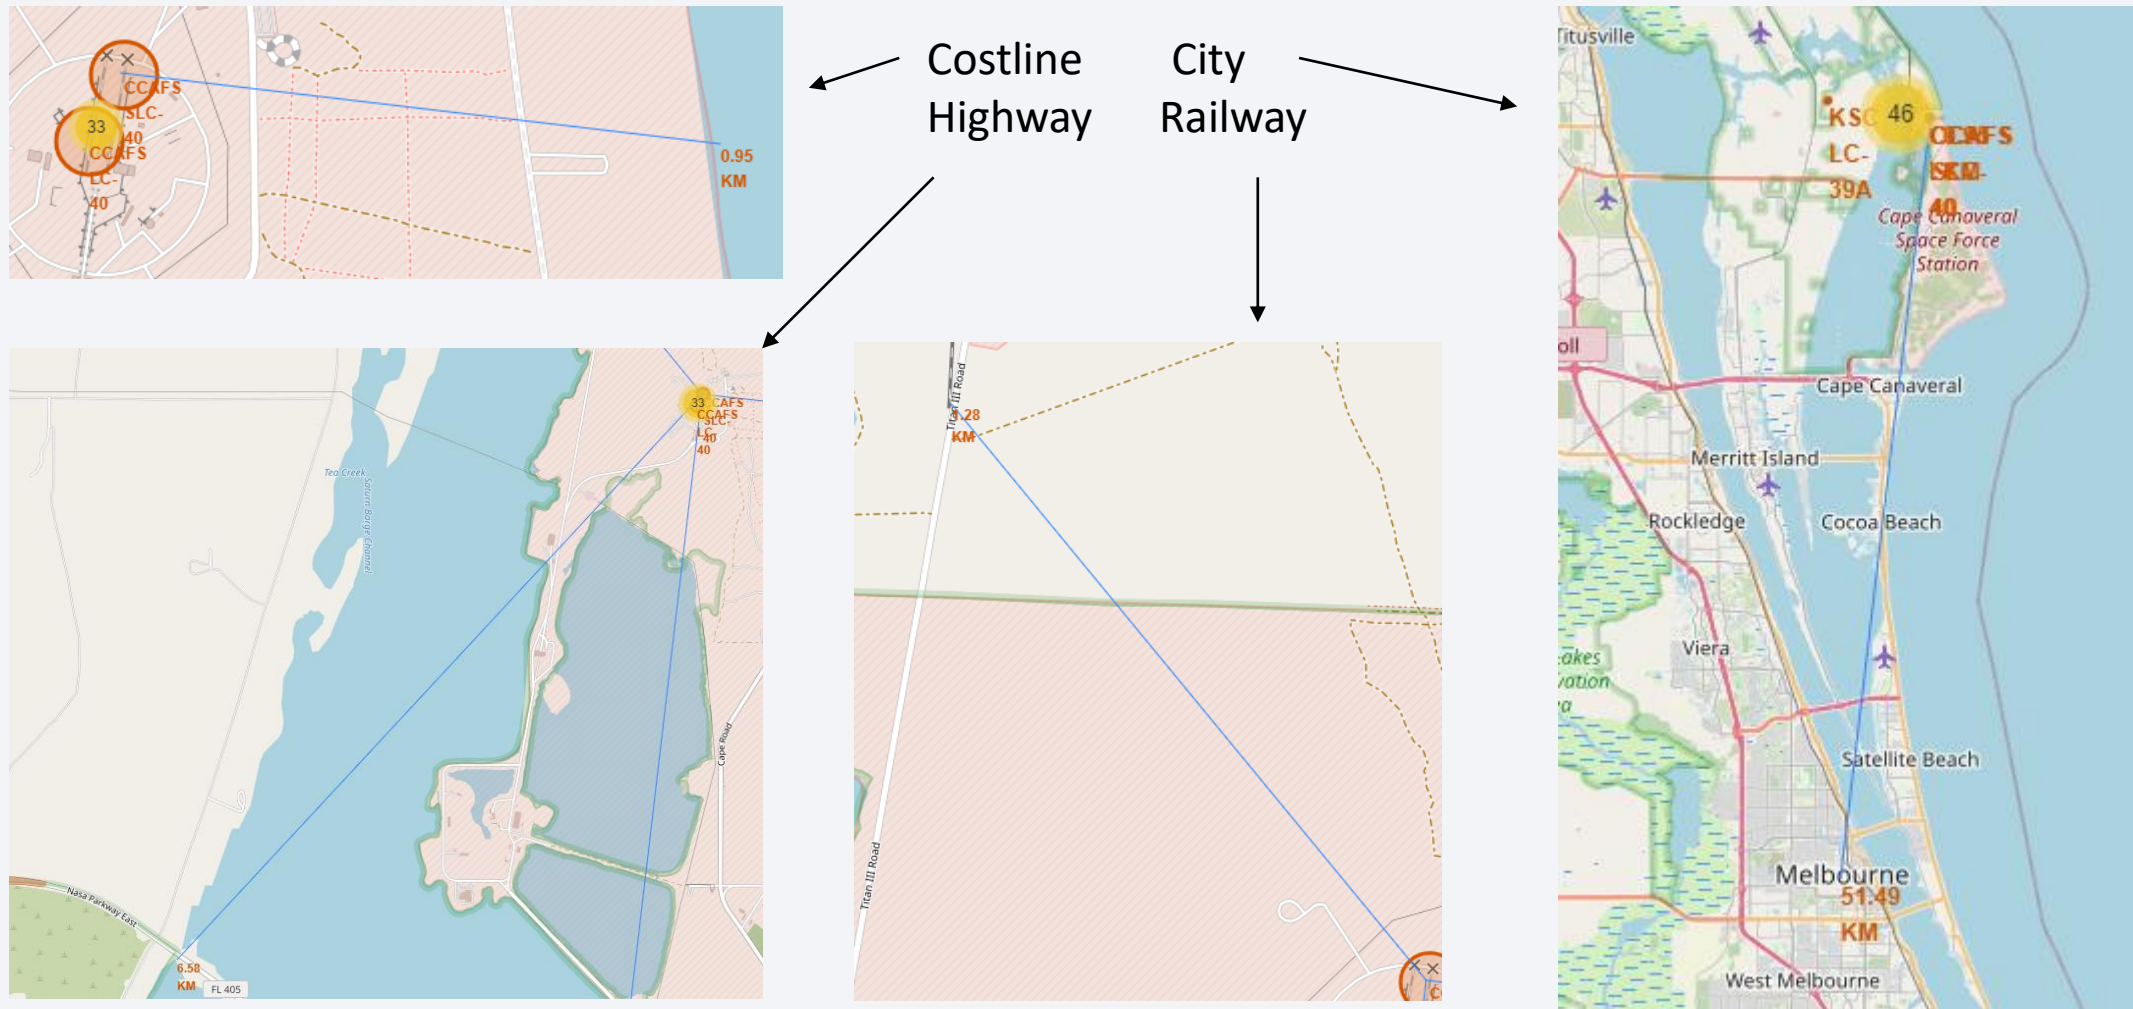 Costline City
Highway Railway
33
CCAFS
SLC-
40
CCAFS
LC-
40
0.95
KM
33
CCAFS
CCAFS
SLC-
LC-
40
40
Tea Creek
Saturn Barge Channel
Cape Road
Nasa Parkway East
6.58
KM
FL 405
Titan III Road
1.28
KM
Titan III Road
Titusville
46
KSC
LC-
39A
CCAFS
40
Cape Canaveral
Space Force
Station
oll
Cape Canaveral
Merritt Island
Rockledge
Cocoa Beach
Viera
akes
vation
a
Satellite Beach
Melbourne
51.49
KM
West Melbourne